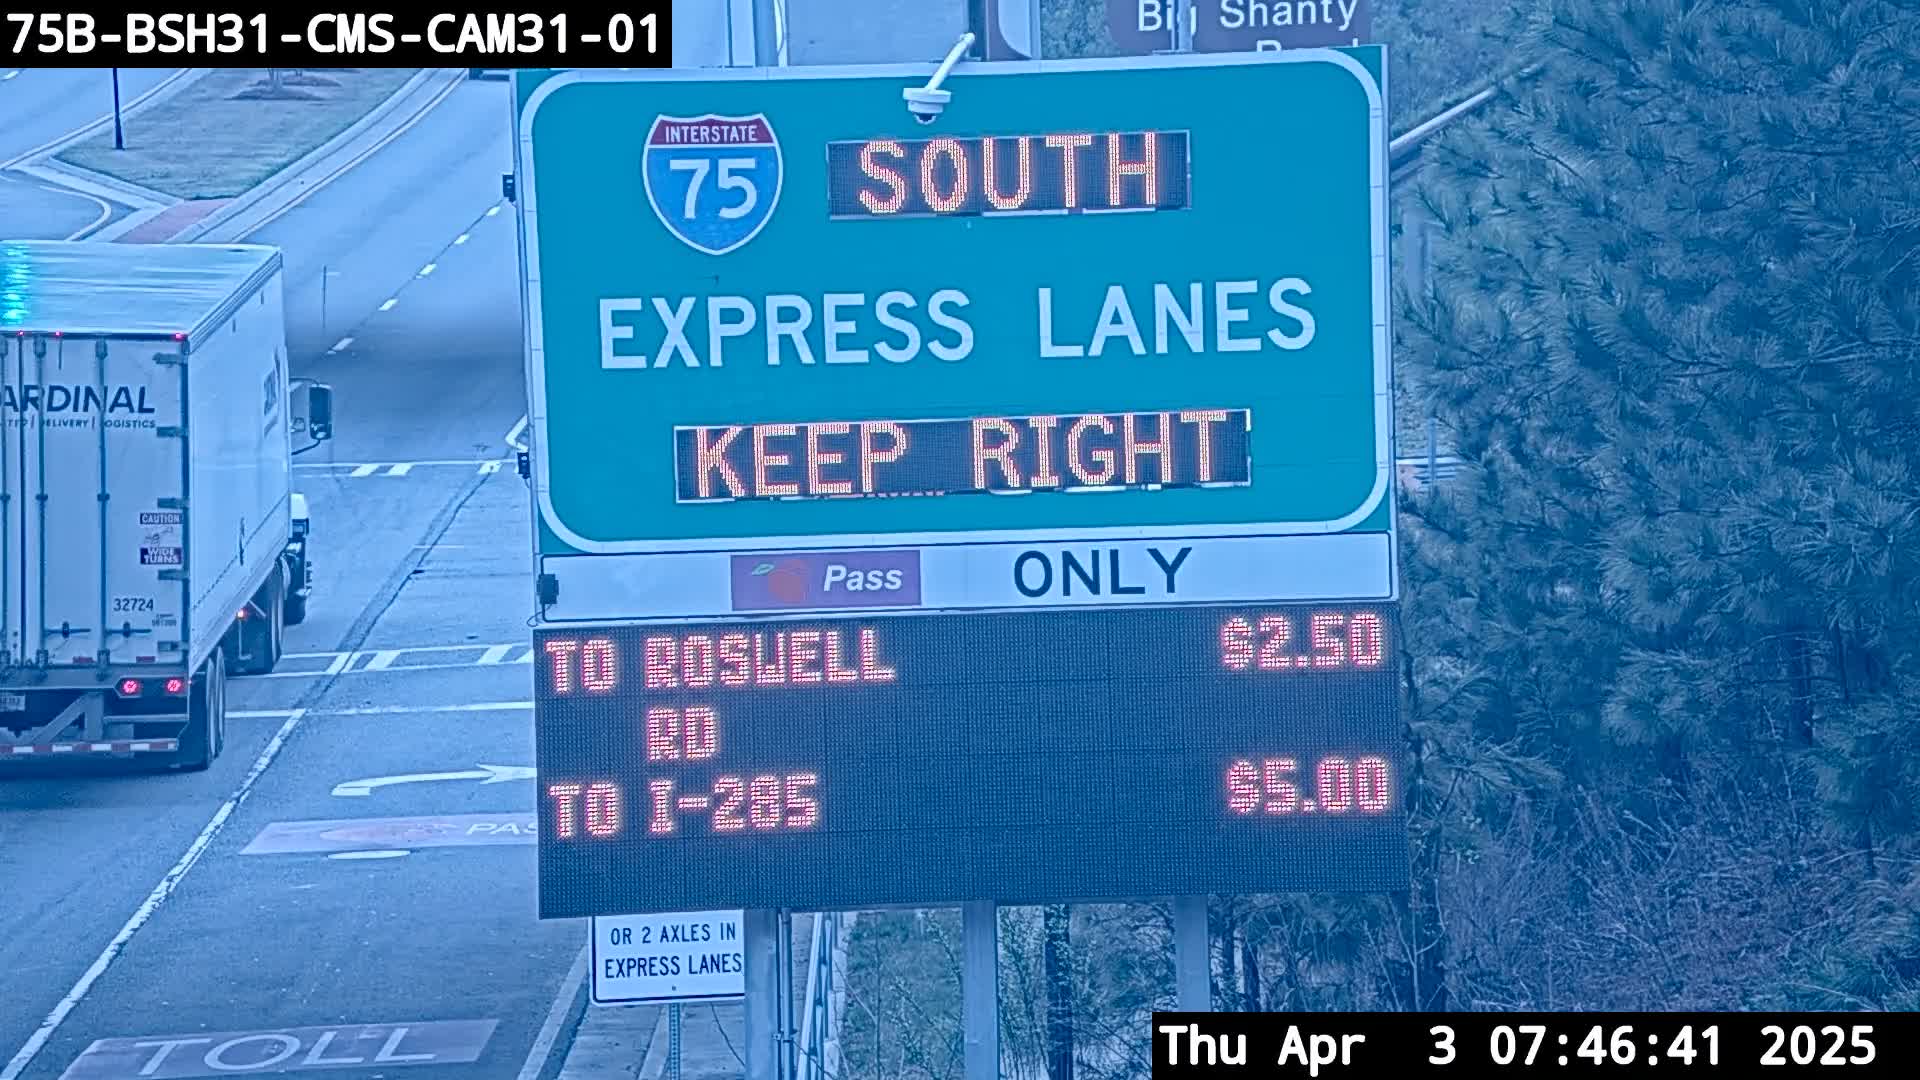 75B-BSH31-CMS-CAM31-01
Big Shanty
INTERSTATE
75
SOUTH
EXPRESS LANES
KEEP RIGHT
Pass ONLY
TO ROSWELL $2.50
RD
TO I-285 $5.00
OR 2 AXLES IN
EXPRESS LANES
ARDINAL
DELIVERY | LOGISTICS
CAUTION
WIDE
TURNS
32724
PAS
TOLL
Thu Apr 3 07:46:41 2025